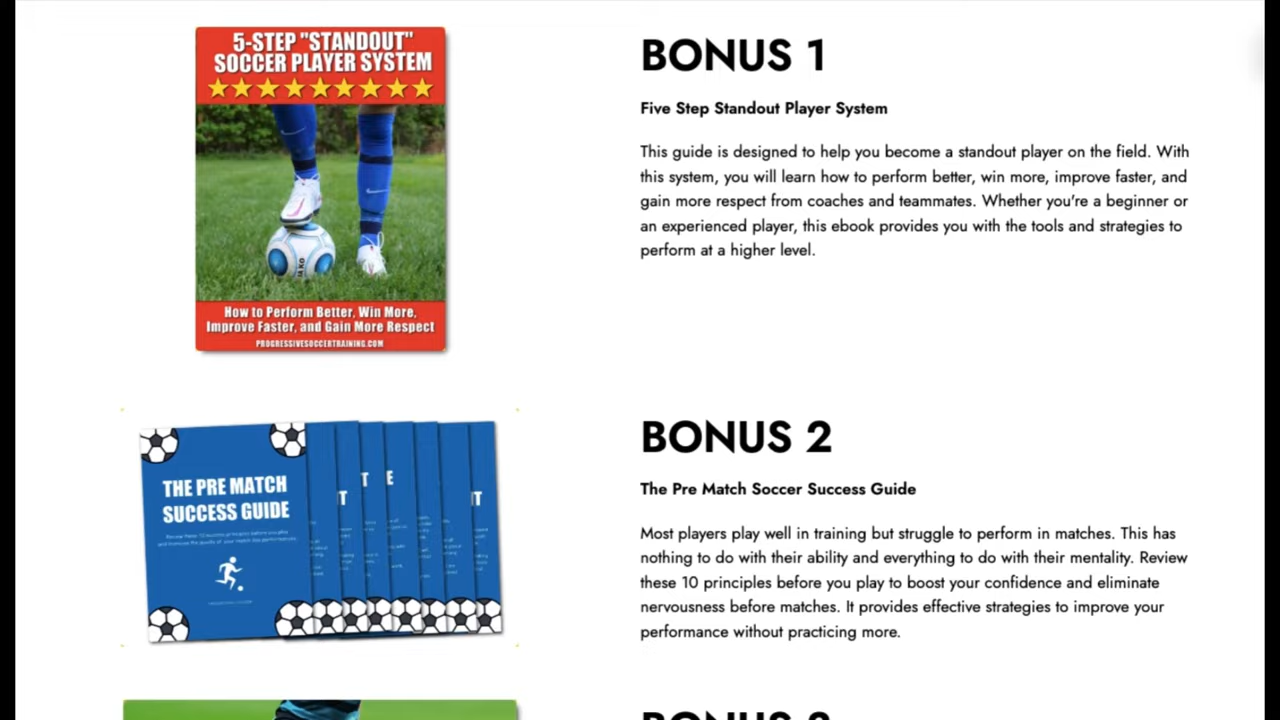 5-STEP "STANDOUT"
SOCCER PLAYER SYSTEM
How to Perform Better, Win More,
Improve Faster, and Gain More Respect
PROGRESSIVESOCCERTRAINING.COM
BONUS 1
Five Step Standout Player System
This guide is designed to help you become a standout player on the field. With
this system, you will learn how to perform better, win more, improve faster, and
gain more respect from coaches and teammates. Whether you're a beginner or
an experienced player, this ebook provides you with the tools and strategies to
perform at a higher level.
THE PRE MATCH
SUCCESS GUIDE
BONUS 2
The Pre Match Soccer Success Guide
Most players play well in training but struggle to perform in matches. This has
nothing to do with their ability and everything to do with their mentality. Review
these 10 principles before you play to boost your confidence and eliminate
nervousness before matches. It provides effective strategies to improve your
performance without practicing more.